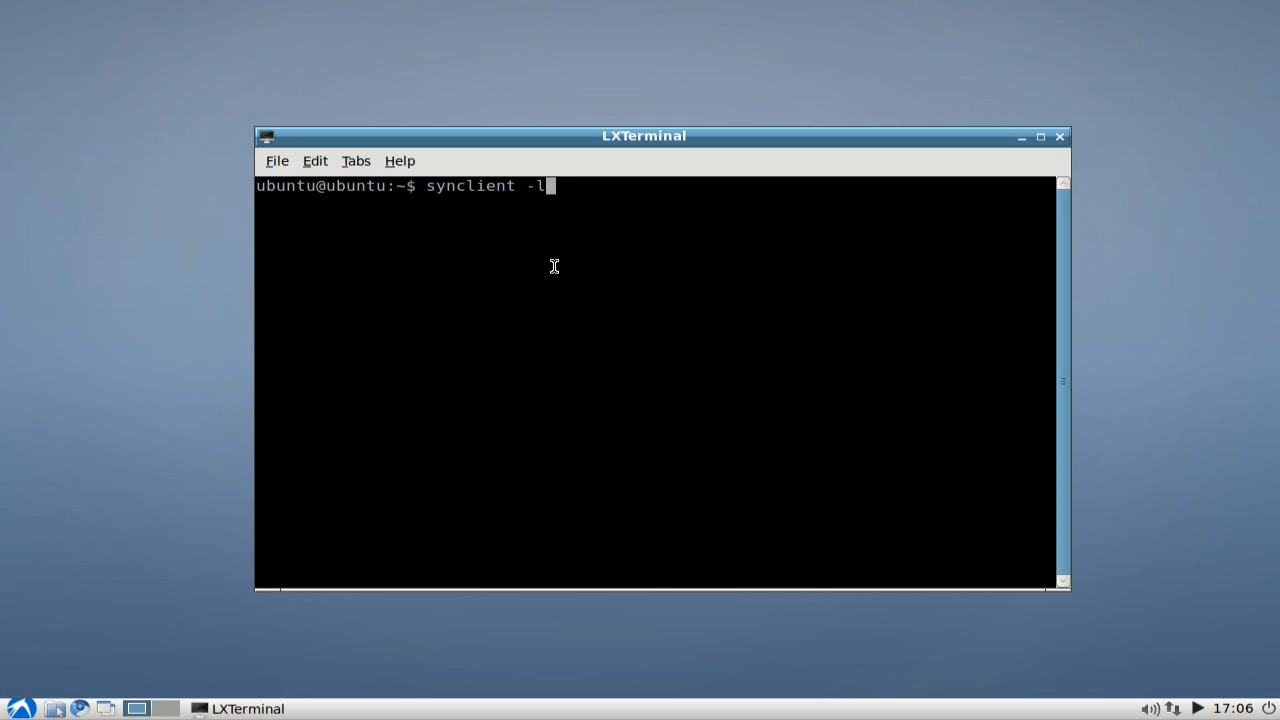 LXTerminal
File Edit Tabs Help
ubuntu@ubuntu:~$ synclient -l
LXTerminal
17:06